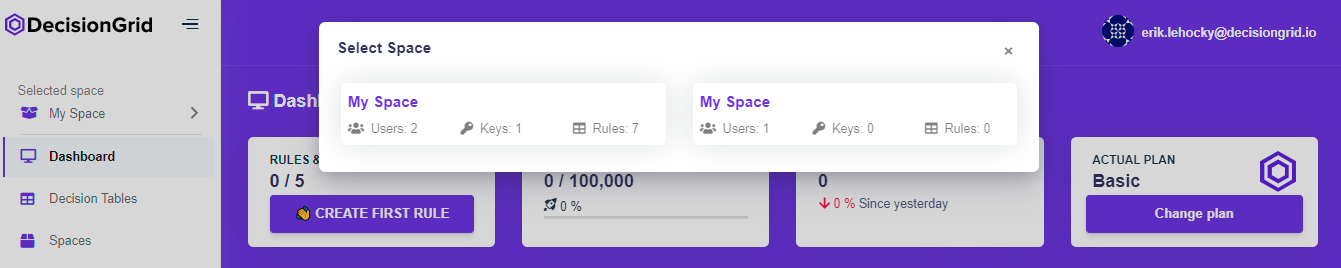 DecisionGrid
Selected space
My Space
Dashboard
Decision Tables
Spaces
Select Space
×
My Space
Users: 2 Keys: 1 Rules: 7
My Space
Users: 1 Keys: 0 Rules: 0
erik.lehocky@decisiongrid.io
Dash
RULES &
0 / 5
👏 CREATE FIRST RULE
0 / 100,000
0 %
0
0 % Since yesterday
ACTUAL PLAN
Basic
Change plan